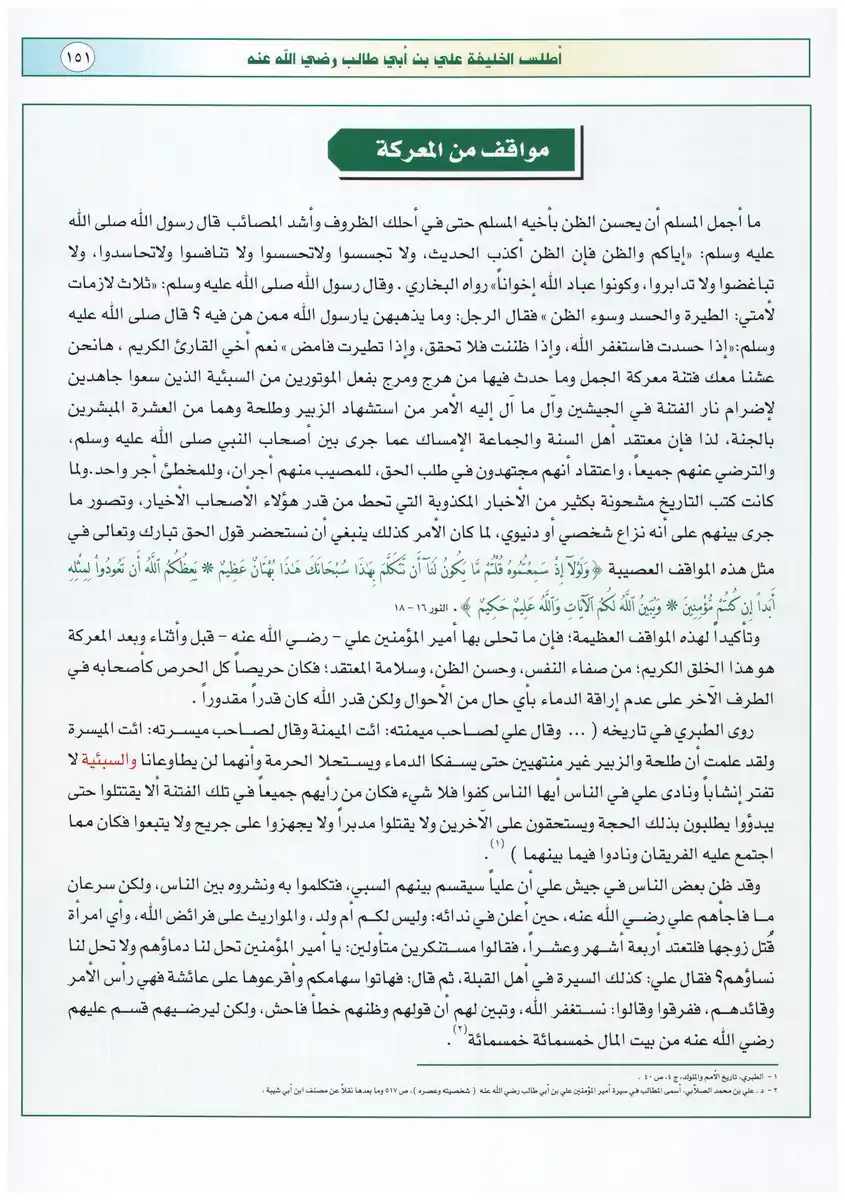 أطلس الخليفة علي بن أبي طالب رضي الله عنه
١٥١
مواقف من المعركة
ما أجمل المسلم أن يحسن الظن بأخيه المسلم حتى في أحلك الظروف وأشد المصائب قال رسول الله صلى الله
عليه وسلم: «إياكم والظن فإن الظن أكذب الحديث، ولا تجسسوا ولاتحسسوا ولا تنافسوا ولاتحاسدوا، ولا
تباغضوا ولا تدابروا، وكونوا عباد الله إخواناً» رواه البخاري . وقال رسول الله صلى الله عليه وسلم: «ثلاث لازمات
لأمتي: الطيرة والحسد وسوء الظن » فقال الرجل: وما يذهبهن يارسول الله ممن هن فيه ؟ قال صلى الله عليه
وسلم:«إذا حسدت فاستغفر الله، وإذا ظننت فلا تحقق، وإذا تطيرت فامض » نعم أخي القارئ الكريم ، هانحن
عشنا معك فتنة معركة الجمل وما حدث فيها من هرج ومرج بفعل الموتورين من السبئية الذين سعوا جاهدين
لإضرام نار الفتنة في الجيشين وآل ما آل إليه الأمر من استشهاد الزبير وطلحة وهما من العشرة المبشرين
بالجنة، لذا فإن معتقد أهل السنة والجماعة الإمساك عما جرى بين أصحاب النبي صلى الله عليه وسلم،
والترضي عنهم جميعاً، واعتقاد أنهم مجتهدون في طلب الحق، للمصيب منهم أجران، وللمخطئ أجر واحد.ولما
كانت كتب التاريخ مشحونة بكثير من الأخبار المكذوبة التي تحط من قدر هؤلاء الأصحاب الأخيار، وتصور ما
جرى بينهم على أنه نزاع شخصي أو دنيوي، لما كان الأمر كذلك ينبغي أن نستحضر قول الحق تبارك وتعالى في
مثل هذه المواقف العصيبة ﴿ وَلَوْلَا إِذْ سَمِعْتُمُوهُ قُلْتُم مَّا يَكُونُ لَنَا أَن نَّتَكَلَّمَ بِهَذَا سُبْحَانَكَ هَذَا بُهْتَانٌ عَظِيمٌ * يَعِظُكُمُ اللَّهُ أَن تَعُودُوا لِمِثْلِهِ
أَبَداً إِن كُنتُم مُّؤْمِنِينَ * وَيُبَيِّنُ اللَّهُ لَكُمُ الْآيَاتِ وَاللَّهُ عَلِيمٌ حَكِيمٌ ﴾ . النور ١٦ - ١٨
وتأكيداً لهذه المواقف العظيمة؛ فإن ما تحلى بها أمير المؤمنين علي – رضي الله عنه – قبل وأثناء وبعد المعركة
هو هذا الخلق الكريم؛ من صفاء النفس، وحسن الظن، وسلامة المعتقد؛ فكان حريصاً كل الحرص كأصحابه في
الطرف الآخر على عدم إراقة الدماء بأي حال من الأحوال ولكن قدر الله كان قدراً مقدوراً .
روى الطبري في تاريخه ( ... وقال علي لصاحب ميمنته: ائت الميمنة وقال لصاحب ميسرته: ائت الميسرة
ولقد علمت أن طلحة والزبير غير منتهيين حتى يسفكا الدماء ويستحلا الحرمة وأنهما لن يطاوعانا والسبئية لا
تفتر إنشاباً ونادى علي في الناس أيها الناس كفوا فلا شيء فكان من رأيهم جميعاً في تلك الفتنة ألا يقتتلوا حتى
يبدؤوا يطلبون بذلك الحجة ويستحقون على الآخرين ولا يقتلوا مدبراً ولا يجهزوا على جريح ولا يتبعوا فكان مما
اجتمع عليه الفريقان ونادوا فيما بينهما ) (١) .
وقد ظن بعض الناس في جيش علي أن علياً سيقسم بينهم السبي، فتكلموا به ونشروه بين الناس، ولكن سرعان
ما فاجأهم علي رضي الله عنه، حين أعلن في ندائه: وليس لكم أم ولد، والمواريث على فرائض الله، وأي امرأة
قُتل زوجها فلتعتد أربعة أشهر وعشراً، فقالوا مستنكرين متأولين: يا أمير المؤمنين تحل لنا دماؤهم ولا تحل لنا
نساؤهم؟ فقال علي: كذلك السيرة في أهل القبلة، ثم قال: فهاتوا سهامكم وأقرعوها على عائشة فهي رأس الأمر
وقائدهم، ففرقوا وقالوا: نستغفر الله، وتبين لهم أن قولهم وظنهم خطأ فاحش، ولكن ليرضيهم قسم عليهم
رضي الله عنه من بيت المال خمسمائة خمسمائة(٢).
١ - الطبري، تاريخ الأمم والملوك، ج ٤، ص ٤٠ .
٢ - د . علي بن محمد الصلّابي، أسمى المطالب في سيرة أمير المؤمنين علي بن أبي طالب رضي الله عنه ( شخصيته وعصره )، ص ٥١٧ وما بعدها نقلاً عن مصنف ابن أبي شيبة ،